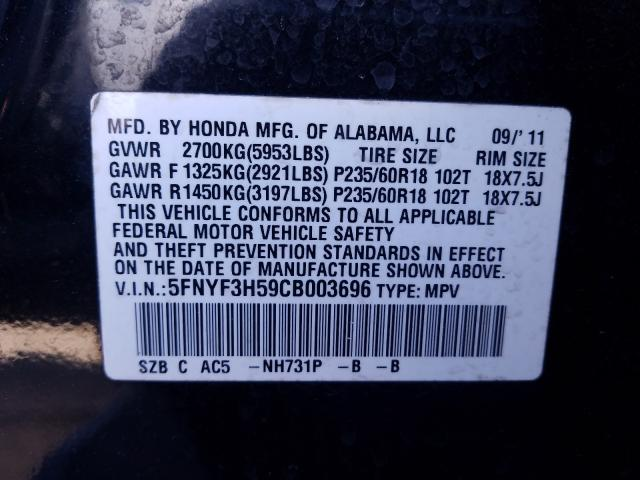 MFD. BY HONDA MFG. OF ALABAMA, LLC 09/' 11
GVWR 2700KG(5953LBS) TIRE SIZE RIM SIZE
GAWR F 1325KG(2921LBS) P235/60R18 102T 18X7.5J
GAWR R1450KG(3197LBS) P235/60R18 102T 18X7.5J
THIS VEHICLE CONFORMS TO ALL APPLICABLE
FEDERAL MOTOR VEHICLE SAFETY
AND THEFT PREVENTION STANDARDS IN EFFECT
ON THE DATE OF MANUFACTURE SHOWN ABOVE.
V.I.N.:5FNYF3H59CB003696 TYPE: MPV
SZB C AC5 –NH731P –B –B